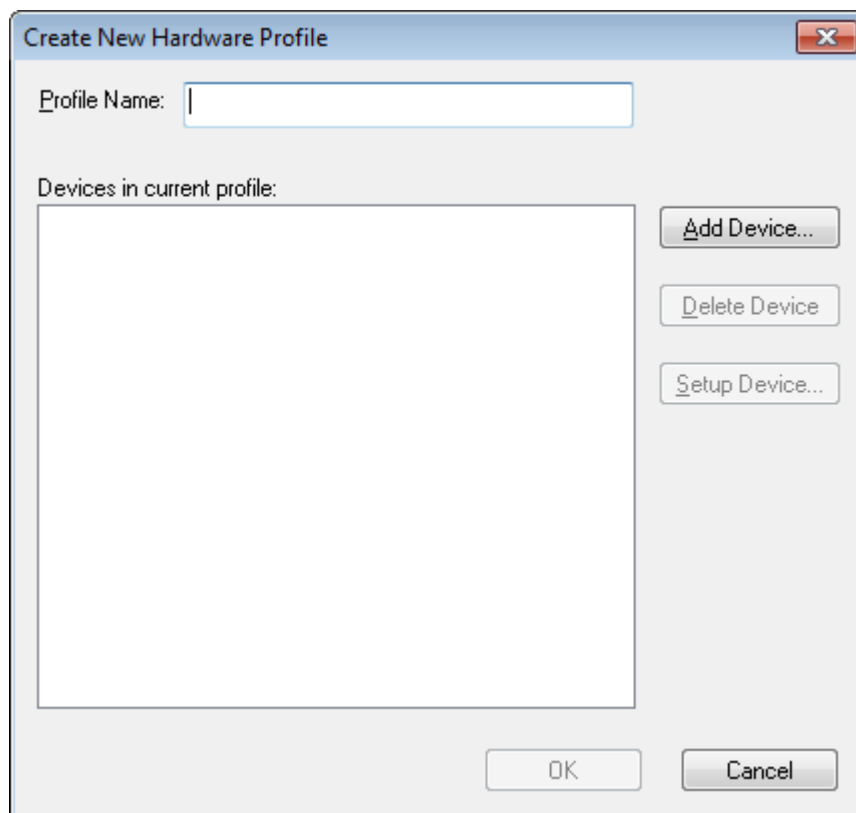 Create New Hardware Profile
Profile Name:
Devices in current profile:
Add Device...
Delete Device
Setup Device...
OK
Cancel